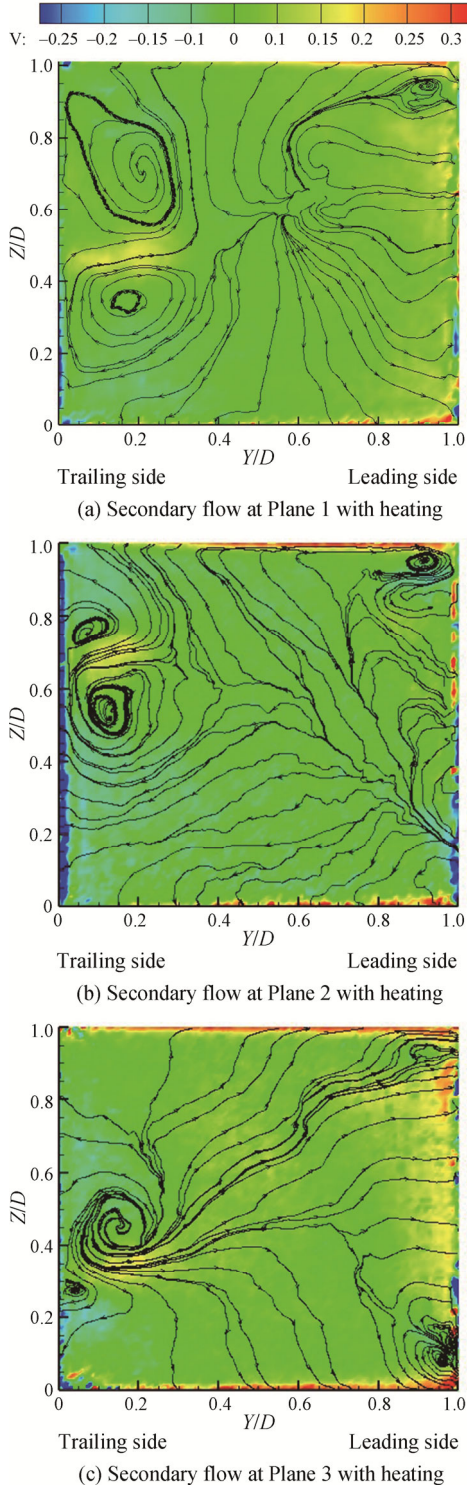 V: −0.25 −0.2 −0.15 −0.1 0 0.1 0.15 0.2 0.25 0.3
1.0
0.8
0.6
Z/D
0.4
0.2
0
0 0.2 0.4 0.6 0.8 1.0
Y/D
Trailing side Leading side
(a) Secondary flow at Plane 1 with heating
1.0
0.8
0.6
Z/D
0.4
0.2
0
0 0.2 0.4 0.6 0.8 1.0
Y/D
Trailing side Leading side
(b) Secondary flow at Plane 2 with heating
1.0
0.8
0.6
Z/D
0.4
0.2
0
0 0.2 0.4 0.6 0.8 1.0
Y/D
Trailing side Leading side
(c) Secondary flow at Plane 3 with heating